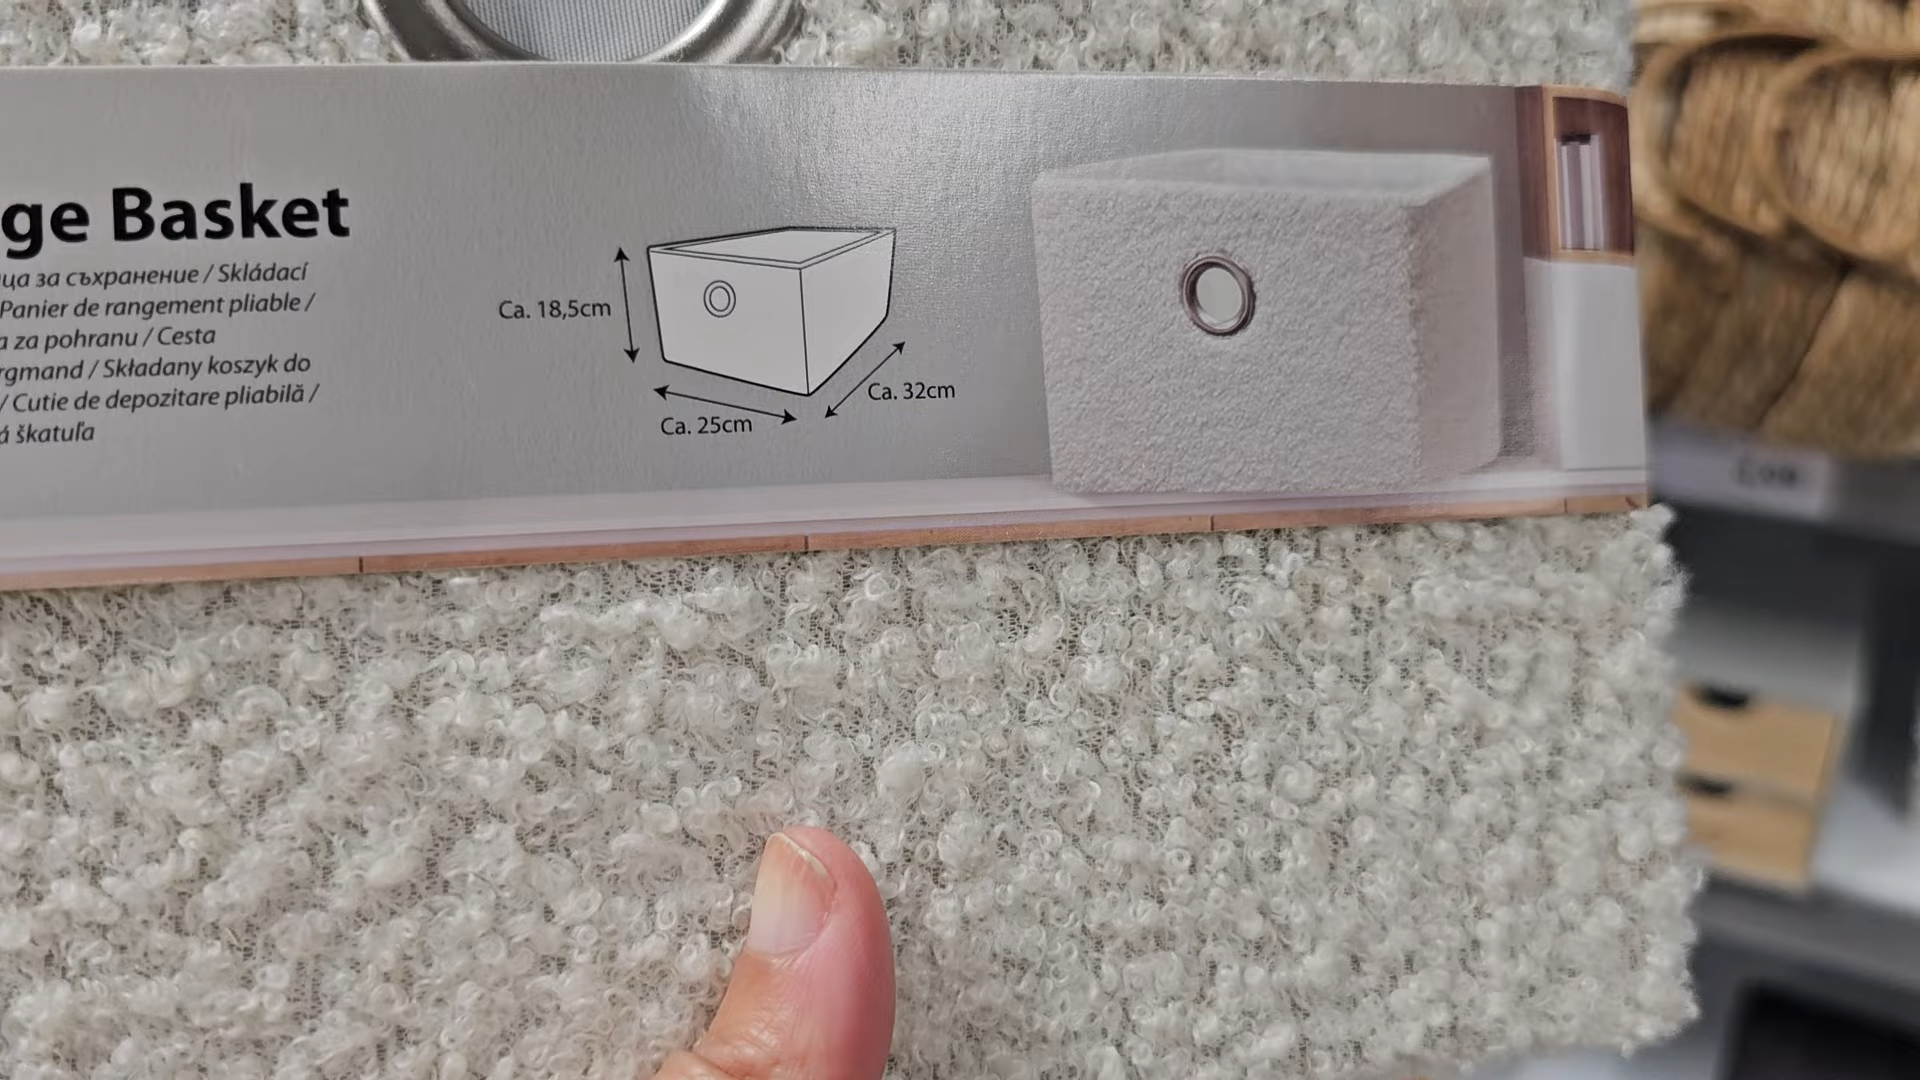 ge Basket
ца за съхранение / Skládací
Panier de rangement pliable /
a za pohranu / Cesta
rgmand / Składany koszyk do
/ Cutie de depozitare pliabilă /
á škatuľa
Ca. 18,5cm
Ca. 25cm
Ca. 32cm